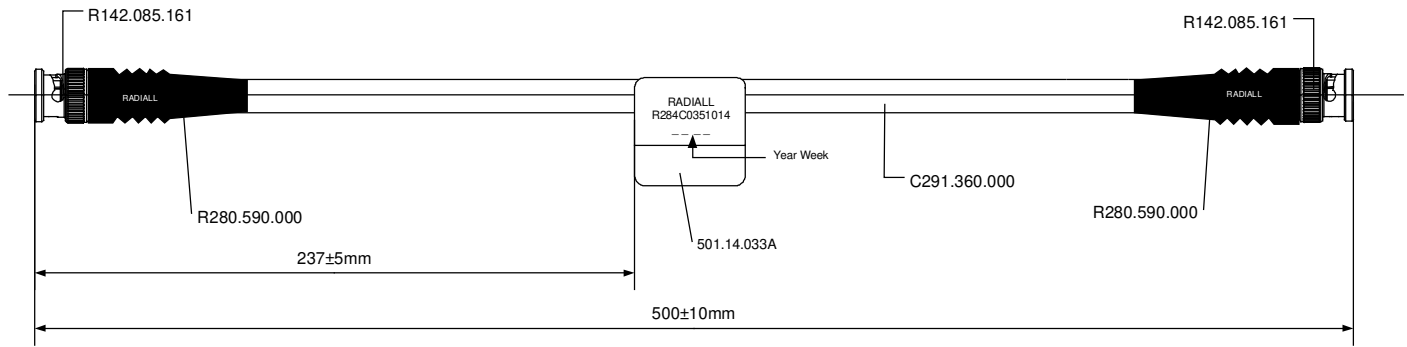 R142.085.161
R142.085.161
RADIALL
RADIALL
R284C0351014
_ _ _ _
RADIALL
Year Week
C291.360.000
R280.590.000
R280.590.000
501.14.033A
237±5mm
500±10mm